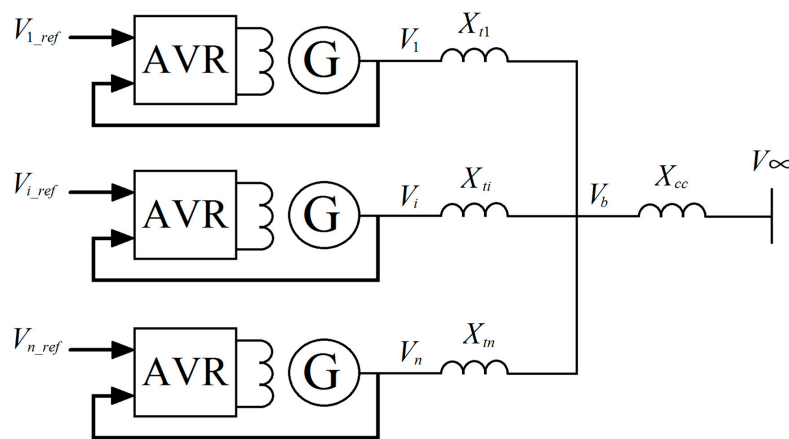 V1_ref AVR G V1 Xt1
Vi_ref AVR G Vi Xti Vb Xcc V∞
Vn_ref AVR G Vn Xtn